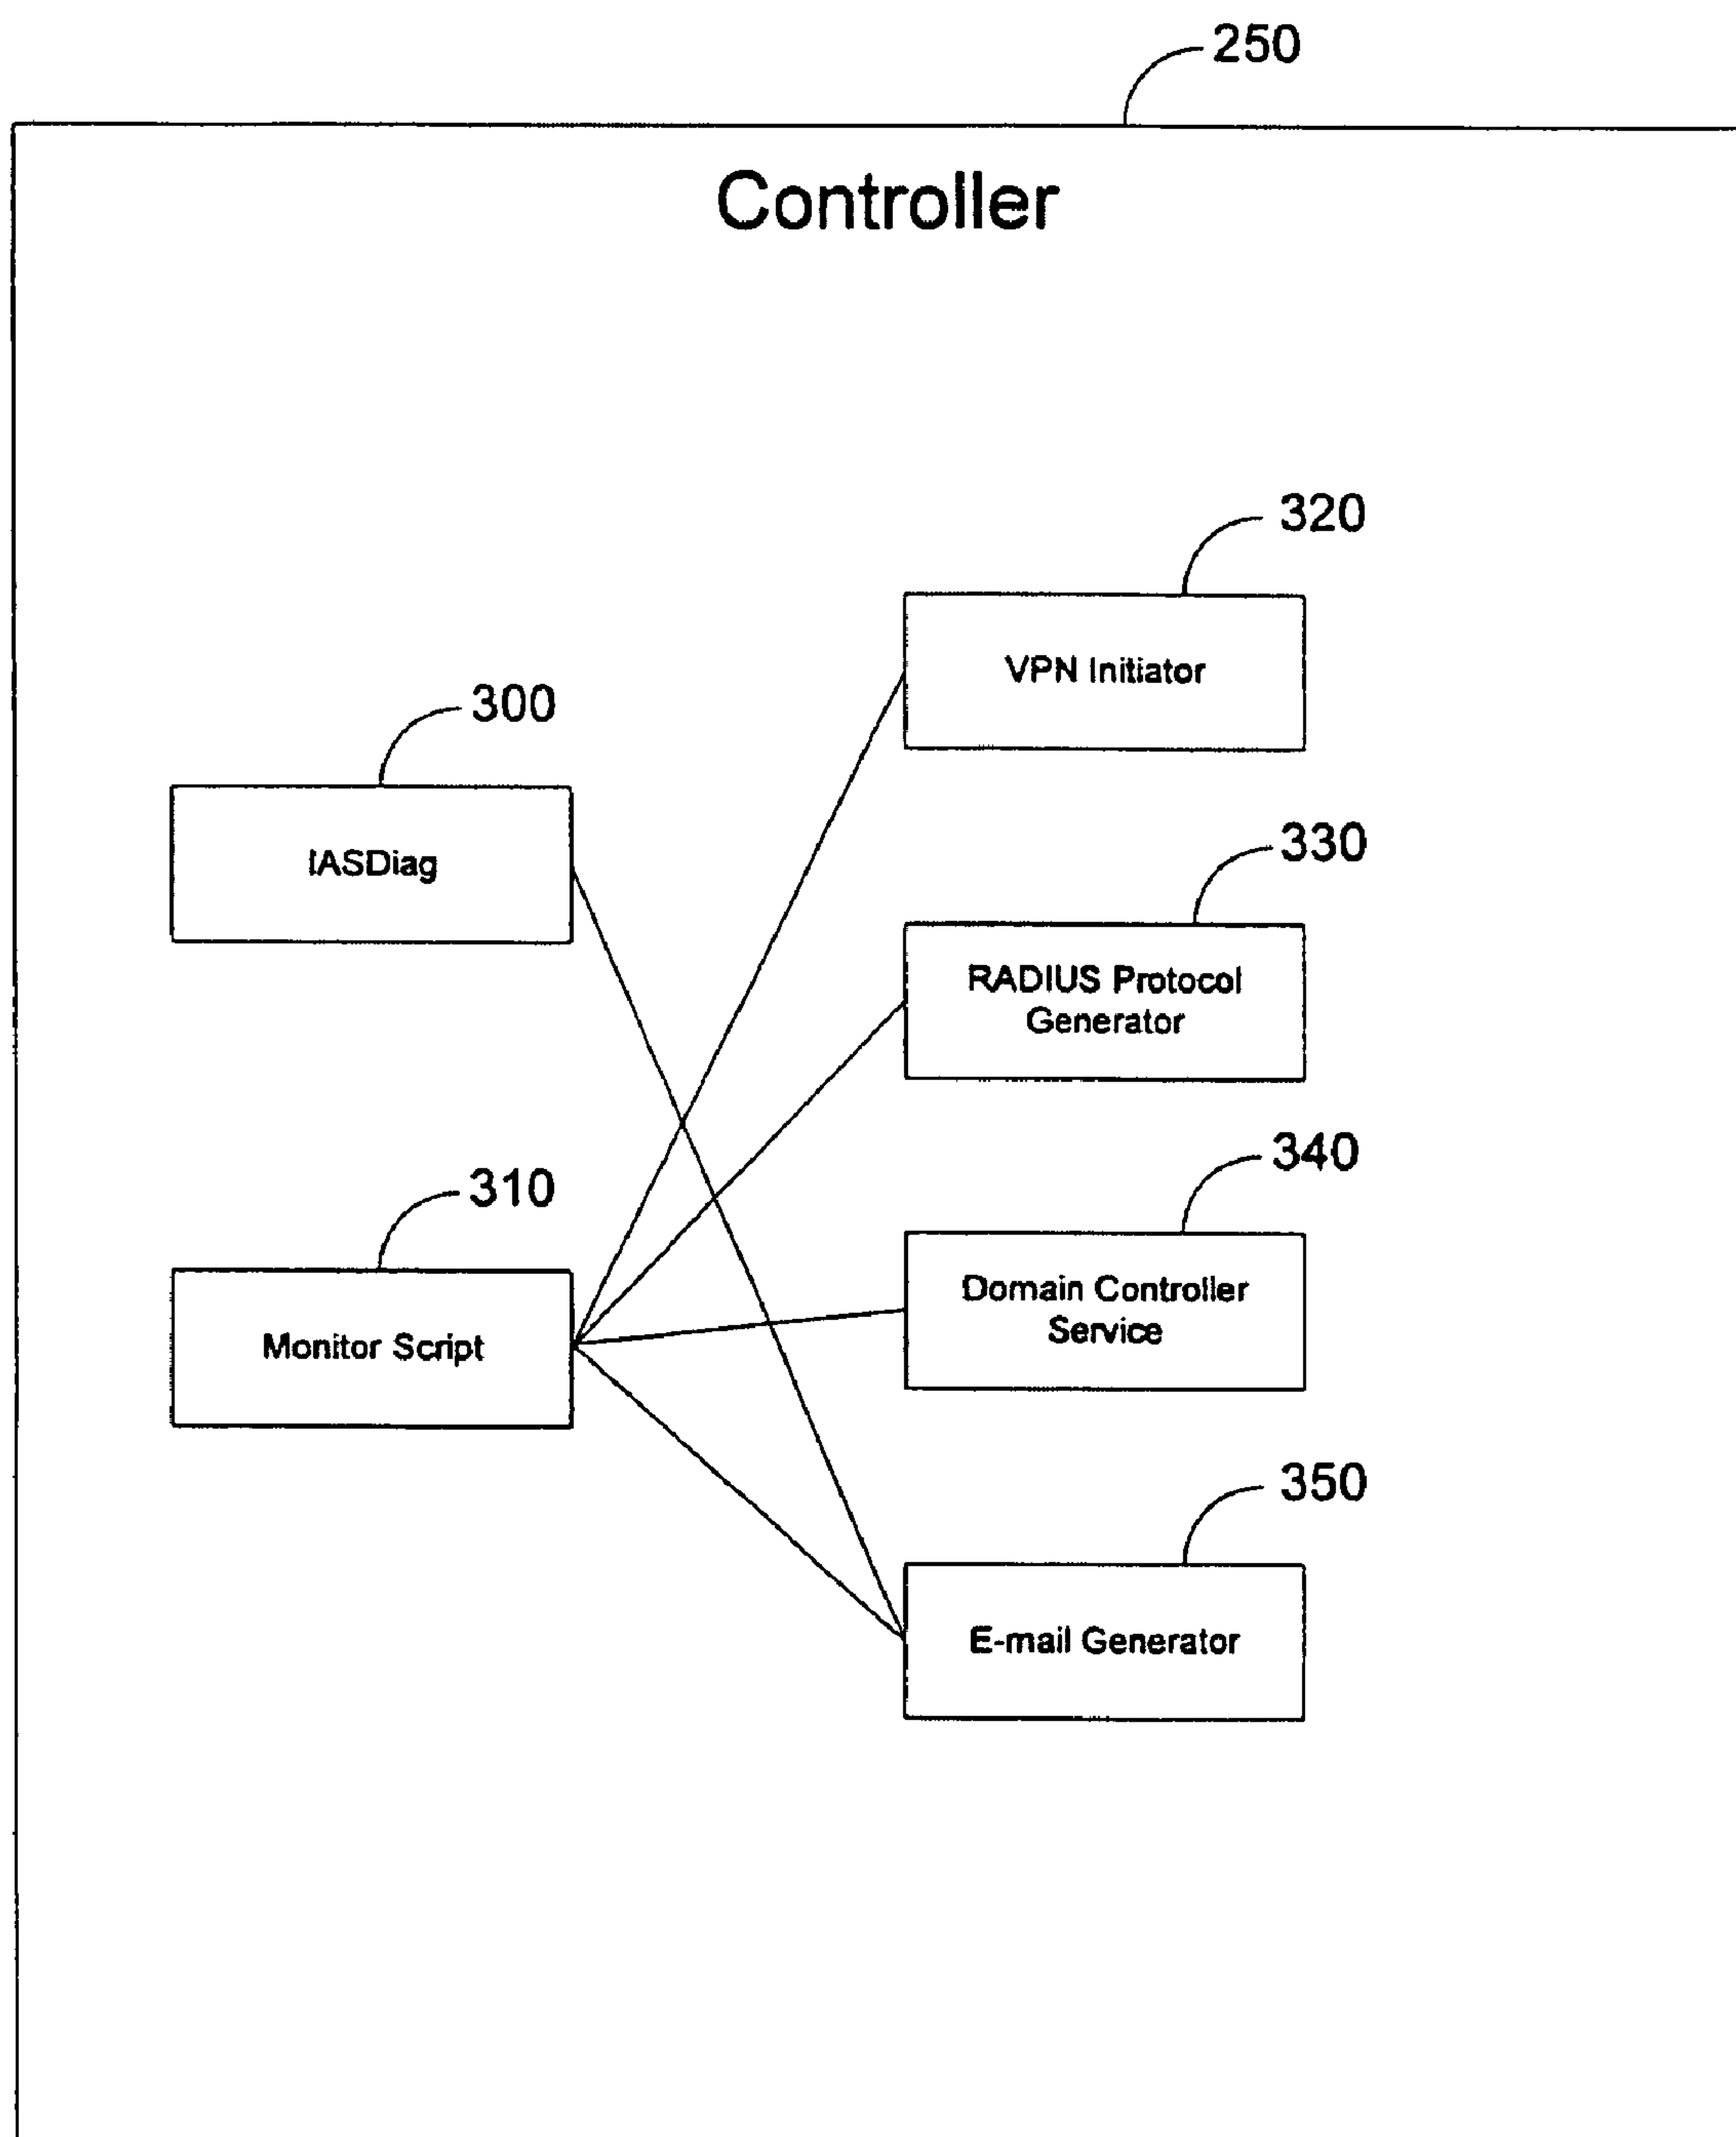 250
Controller
320
VPN Initiator
300
IASDiag
330
RADIUS Protocol
Generator
340
310
Domain Controller
Service
Monitor Script
350
E-mail Generator